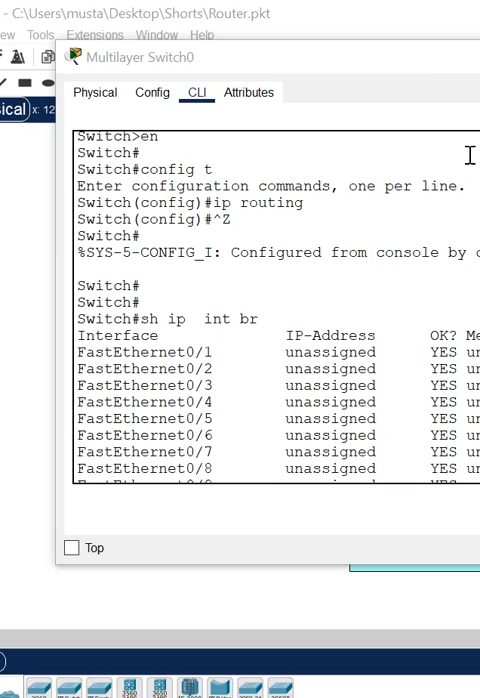 - C:\Users\musta\Desktop\Shorts\Router.pkt
ew Tools Extensions Window Help
Multilayer Switch0
sical x: 12
Physical Config CLI Attributes
Switch>en
Switch#
Switch#config t
Enter configuration commands, one per line.
Switch(config)#ip routing
Switch(config)#^Z
Switch#
%SYS-5-CONFIG_I: Configured from console by c
Switch#
Switch#
Switch#sh ip  int br
Interface IP-Address OK? Me
FastEthernet0/1 unassigned YES un
FastEthernet0/2 unassigned YES un
FastEthernet0/3 unassigned YES un
FastEthernet0/4 unassigned YES un
FastEthernet0/5 unassigned YES un
FastEthernet0/6 unassigned YES un
FastEthernet0/7 unassigned YES un
FastEthernet0/8 unassigned YES un
Top